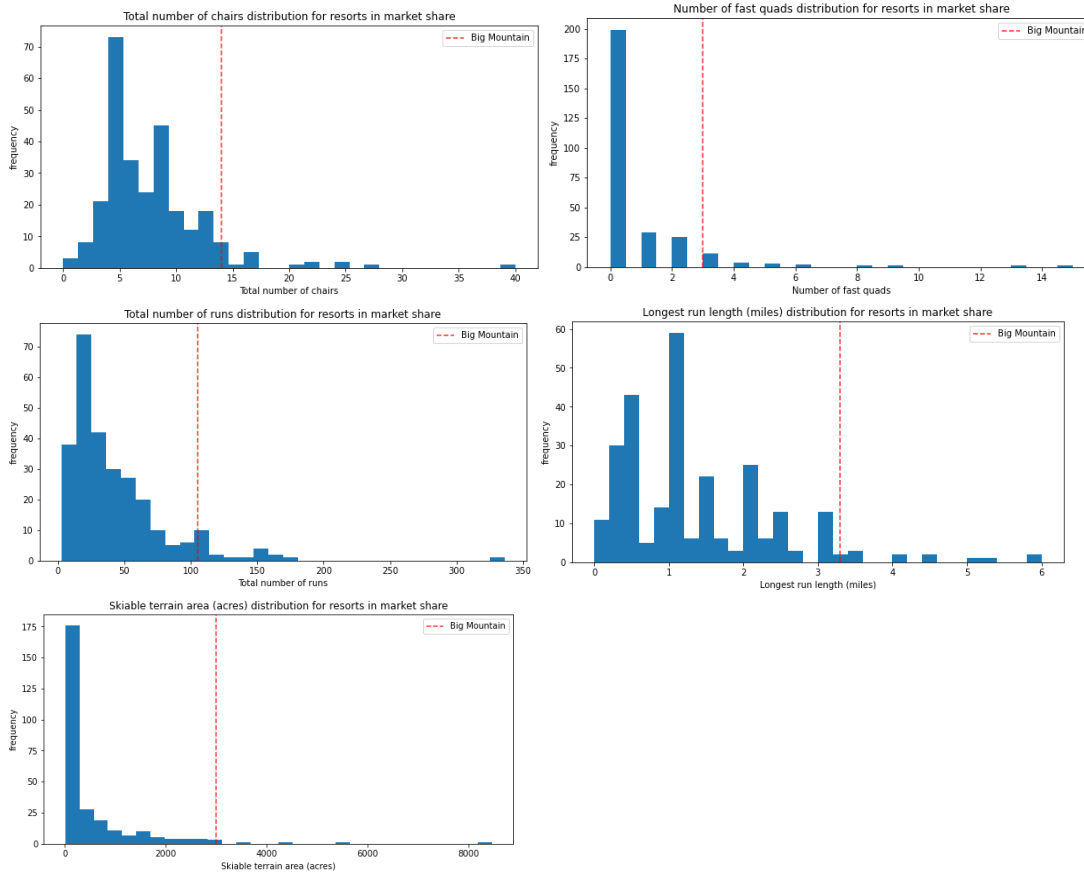 Total number of chairs distribution for resorts in market share
Big Mountain
70
60
50
40
30
20
10
0
frequency
0 5 10 15 20 25 30 35 40
Total number of chairs
Number of fast quads distribution for resorts in market share
Big Mountain
200
175
150
125
100
75
50
25
0
frequency
0 2 4 6 8 10 12 14
Number of fast quads
Total number of runs distribution for resorts in market share
Big Mountain
70
60
50
40
30
20
10
0
frequency
0 50 100 150 200 250 300 350
Total number of runs
Longest run length (miles) distribution for resorts in market share
Big Mountain
60
50
40
30
20
10
0
frequency
0 1 2 3 4 5 6
Longest run length (miles)
Skiable terrain area (acres) distribution for resorts in market share
Big Mountain
175
150
125
100
75
50
25
0
frequency
0 2000 4000 6000 8000
Skiable terrain area (acres)